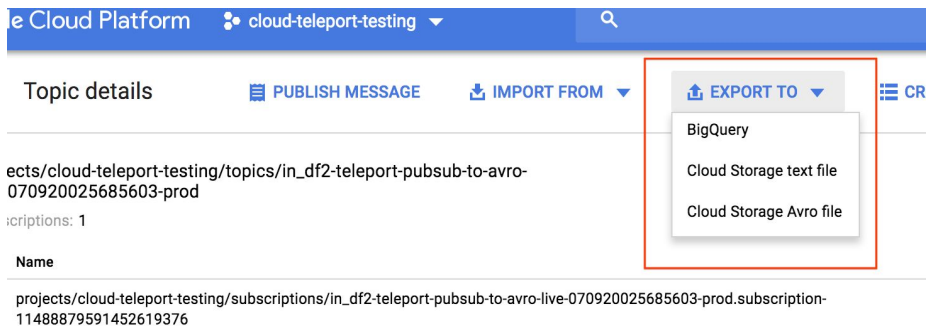 le Cloud Platform cloud-teleport-testing
Topic details PUBLISH MESSAGE IMPORT FROM EXPORT TO CR
BigQuery
Cloud Storage text file
Cloud Storage Avro file
ects/cloud-teleport-testing/topics/in_df2-teleport-pubsub-to-avro-
070920025685603-prod
scriptions: 1
Name
projects/cloud-teleport-testing/subscriptions/in_df2-teleport-pubsub-to-avro-live-070920025685603-prod.subscription-
11488879591452619376